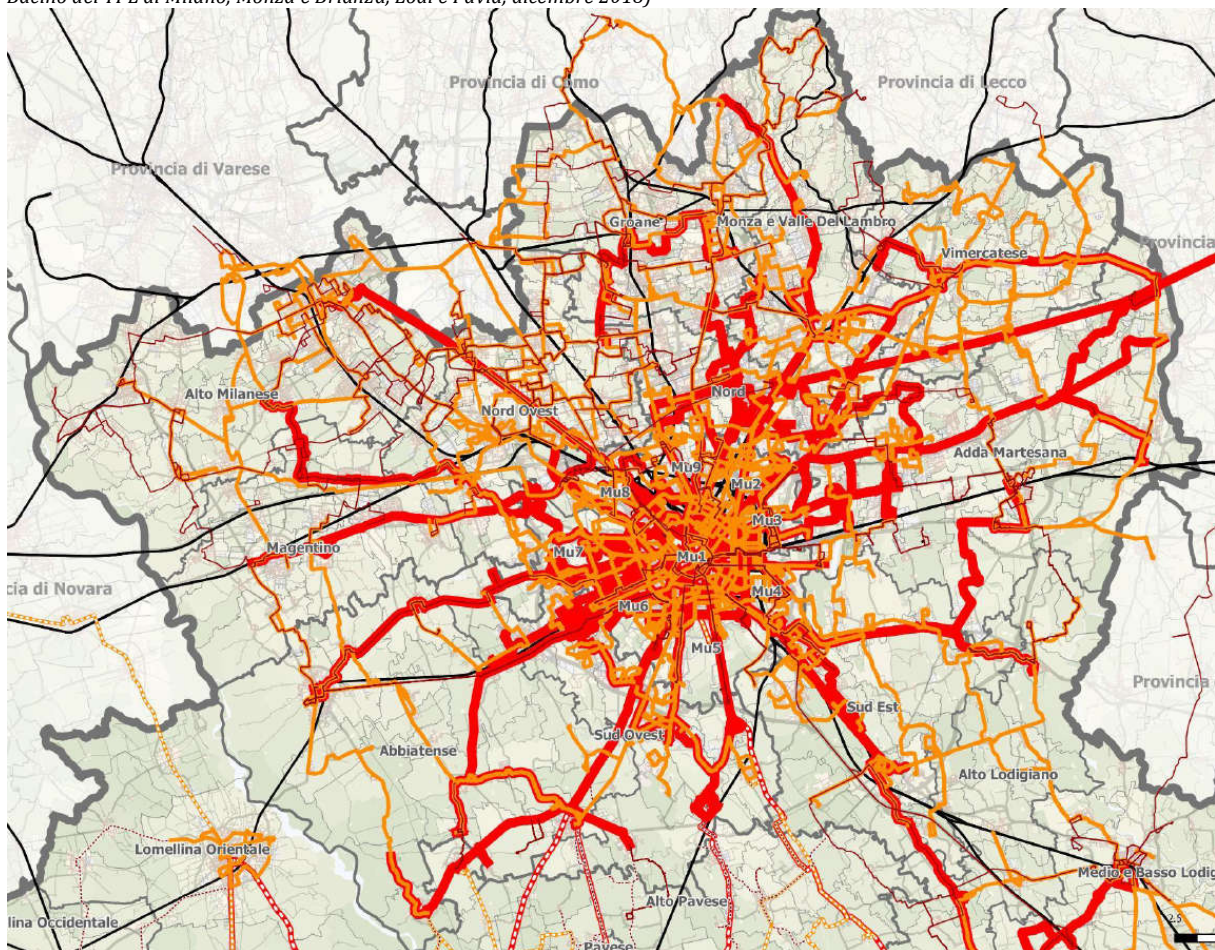 Bacino del TPL di Milano, Monza e Brianza, Lodi e Pavia, dicembre 2018)
Provincia di Como
Provincia di Lecco
Provincia di Varese
Groane
Monza e Valle Del Lambro
Provincia
Vimercatese
Alto Milanese
Nord
Nord Ovest
Adda Martesana
Mu9
Mu8
Mu2
Mu3
Magentino
Mu7
Mu1
cia di Novara
Mu6
Mu4
Mu5
Provincia
Sud Est
Sud Ovest
Abbiatense
Alto Lodigiano
Lomellina Orientale
Medio e Basso Lodig
Alto Pavese
llina Occidentale
2.5
Pavese